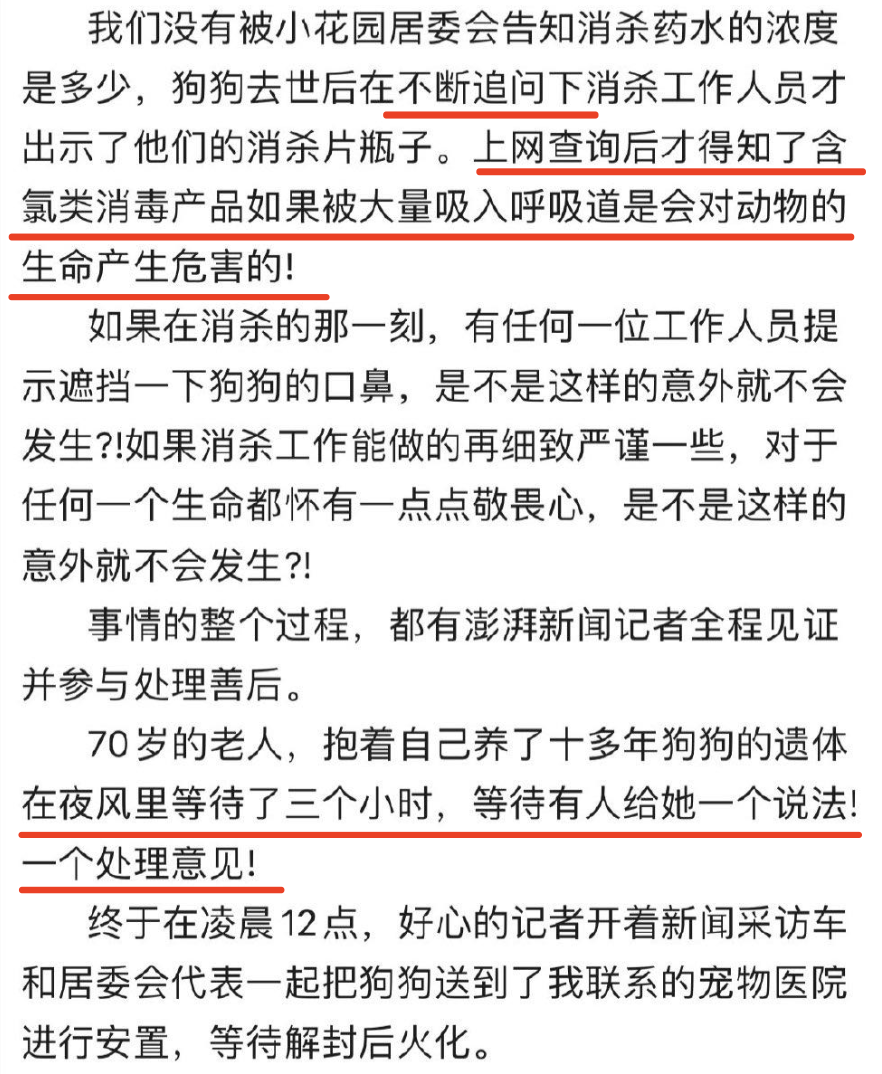 我们没有被小花园居委会告知消杀药水的浓度
是多少，狗狗去世后在不断追问下消杀工作人员才
出示了他们的消杀片瓶子。上网查询后才得知了含
氯类消毒产品如果被大量吸入呼吸道是会对动物的
生命产生危害的!
如果在消杀的那一刻，有任何一位工作人员提
示遮挡一下狗狗的口鼻，是不是这样的意外就不会
发生?!如果消杀工作能做的再细致严谨一些，对于
任何一个生命都怀有一点点敬畏心，是不是这样的
意外就不会发生?!
事情的整个过程，都有澎湃新闻记者全程见证
并参与处理善后。
70岁的老人，抱着自己养了十多年狗狗的遗体
在夜风里等待了三个小时，等待有人给她一个说法!
一个处理意见!
终于在凌晨12点，好心的记者开着新闻采访车
和居委会代表一起把狗狗送到了我联系的宠物医院
进行安置，等待解封后火化。